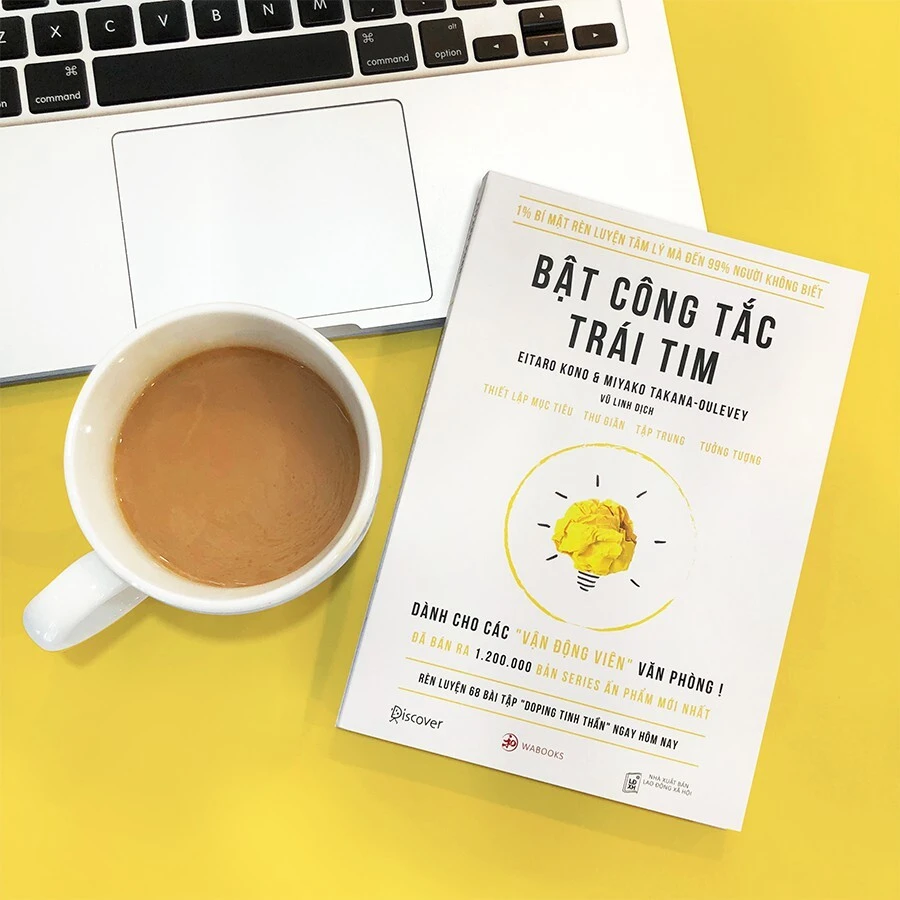 Z X C V B N M
⌘ command
⌘ command
alt option
1% BÍ MẬT RÈN LUYỆN TÂM LÝ MÀ ĐẾN 99% NGƯỜI KHÔNG BIẾT
BẬT CÔNG TẮC
TRÁI TIM
EITARO KONO & MIYAKO TAKANA-OULEVEY
VŨ LINH DỊCH
THIẾT LẬP MỤC TIÊU THƯ GIÃN TẬP TRUNG TƯỞNG TƯỢNG
DÀNH CHO CÁC "VẬN ĐỘNG VIÊN" VĂN PHÒNG !
ĐÃ BÁN RA 1.200.000 BẢN SERIES ẤN PHẨM MỚI NHẤT
RÈN LUYỆN 68 BÀI TẬP "DOPING TINH THẦN" NGAY HÔM NAY
Discover
WABOOKS
NHÀ XUẤT BẢN
LAO ĐỘNG XÃ HỘI